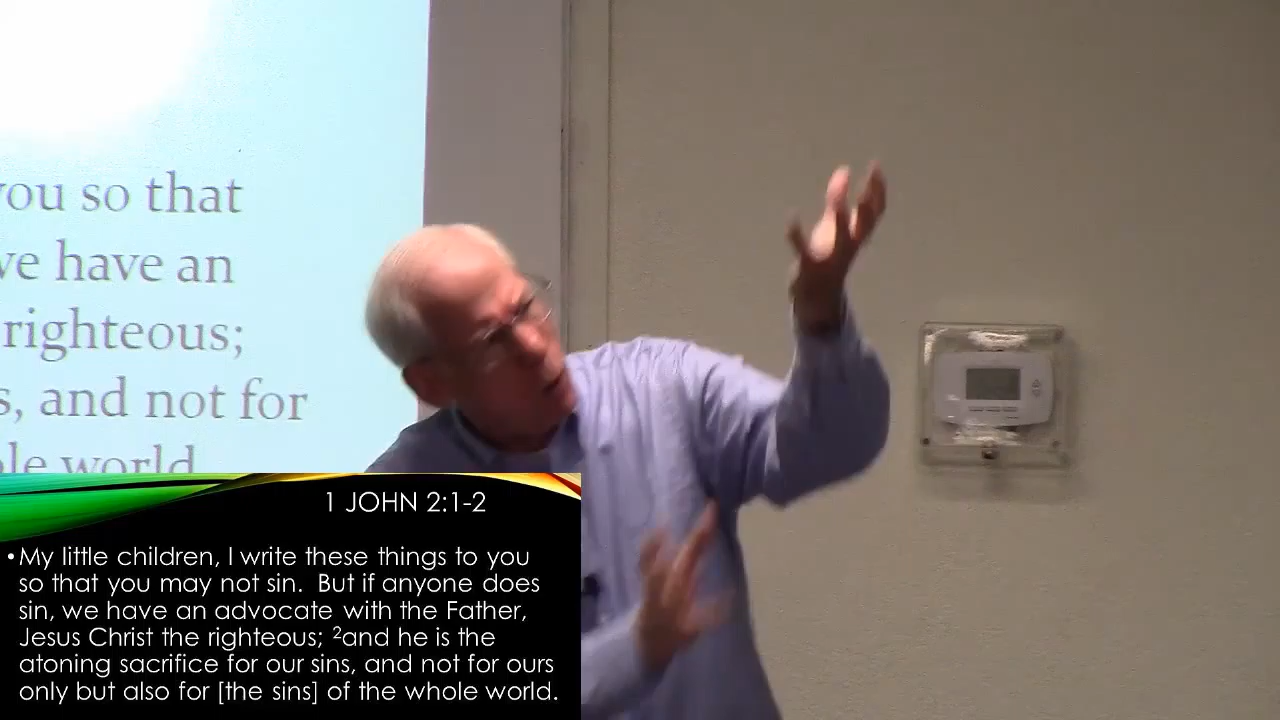 you so that
we have an
righteous;
s, and not for
ole world
1 JOHN 2:1-2
•My little children, I write these things to you
so that you may not sin.  But if anyone does
sin, we have an advocate with the Father,
Jesus Christ the righteous; ²and he is the
atoning sacrifice for our sins, and not for ours
only but also for [the sins] of the whole world.